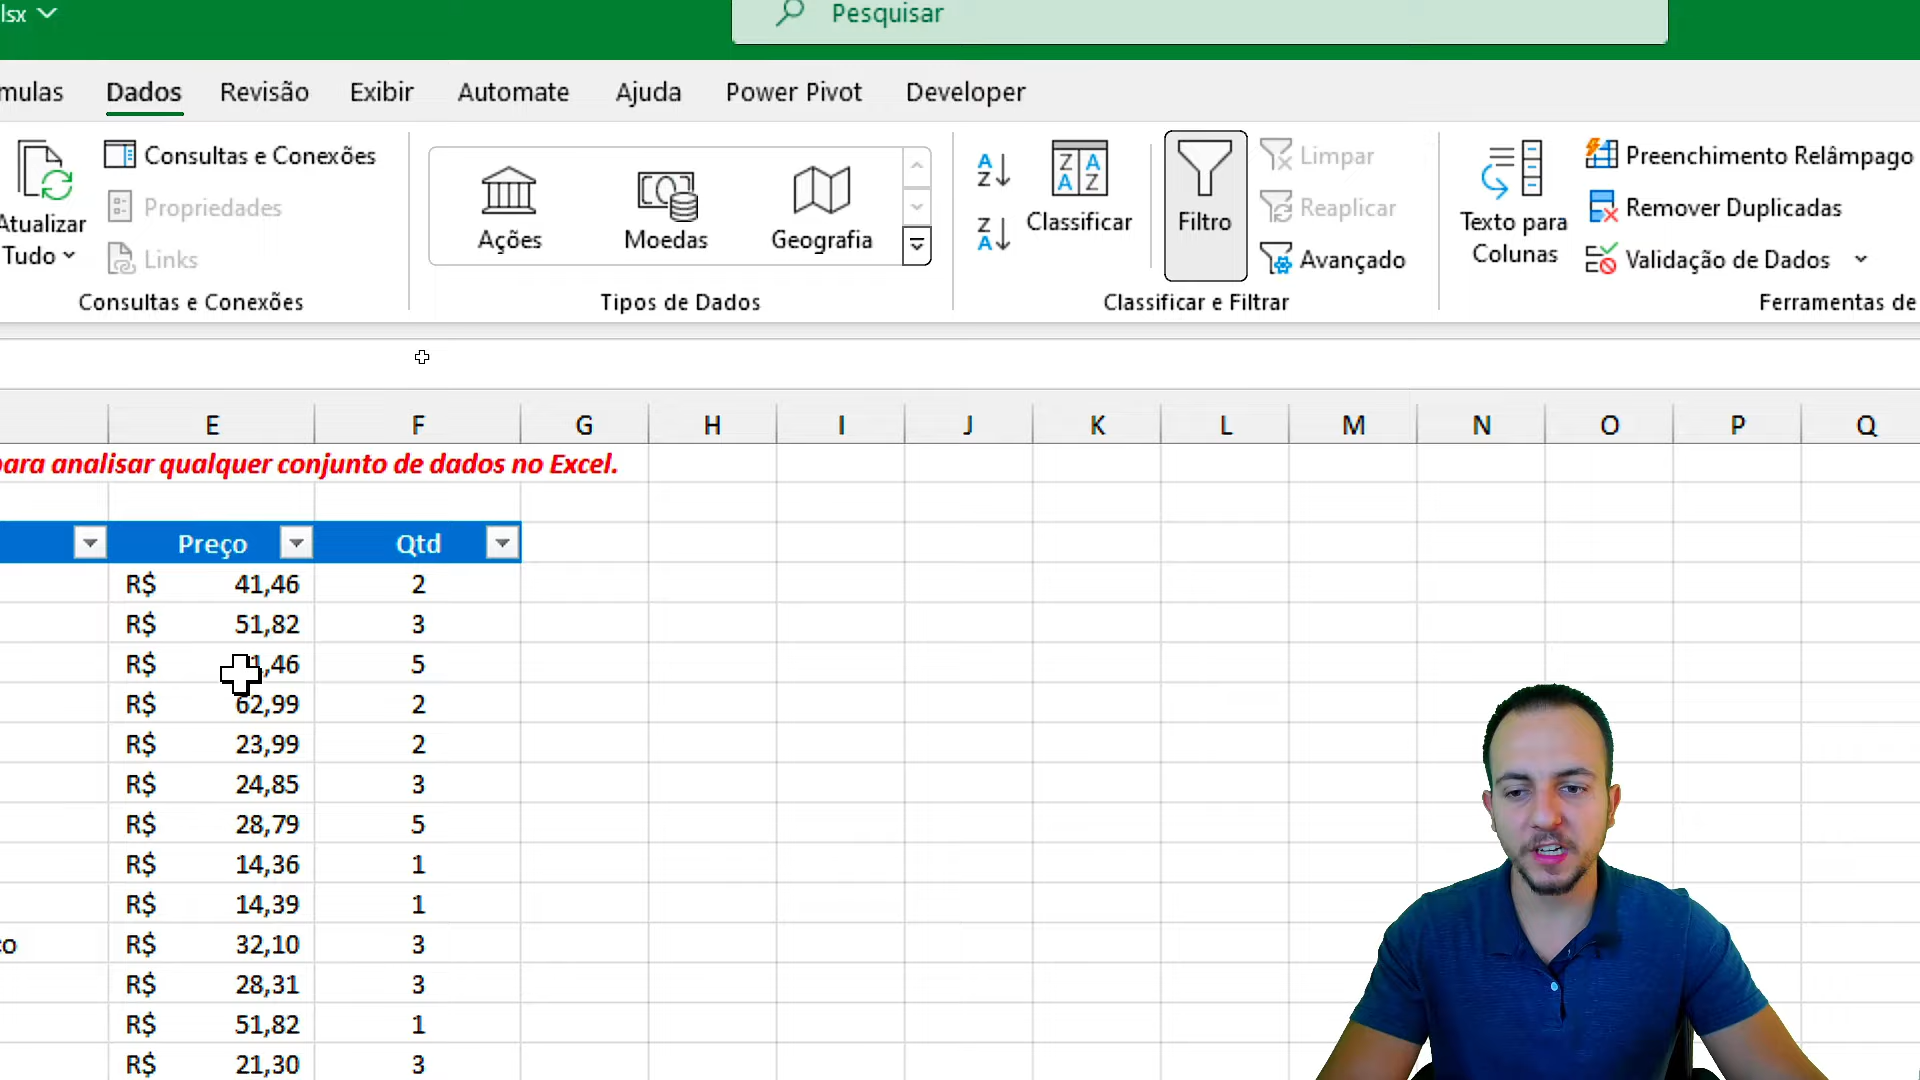 lsx
Pesquisar
mulas Dados Revisão Exibir Automate Ajuda Power Pivot Developer
Atualizar Tudo
Consultas e Conexões
Propriedades
Links
Consultas e Conexões
Ações
Moedas
Geografia
Tipos de Dados
Classificar
Filtro
Limpar
Reaplicar
Avançado
Classificar e Filtrar
Texto para
Colunas
Preenchimento Relâmpago
Remover Duplicadas
Validação de Dados
Ferramentas de
E F G H I J K L M N O P Q
para analisar qualquer conjunto de dados no Excel.
Preço Qtd
R$ 41,46 2
R$ 51,82 3
R$ ,46 5
R$ 62,99 2
R$ 23,99 2
R$ 24,85 3
R$ 28,79 5
R$ 14,36 1
R$ 14,39 1
co R$ 32,10 3
R$ 28,31 3
R$ 51,82 1
R$ 21,30 3